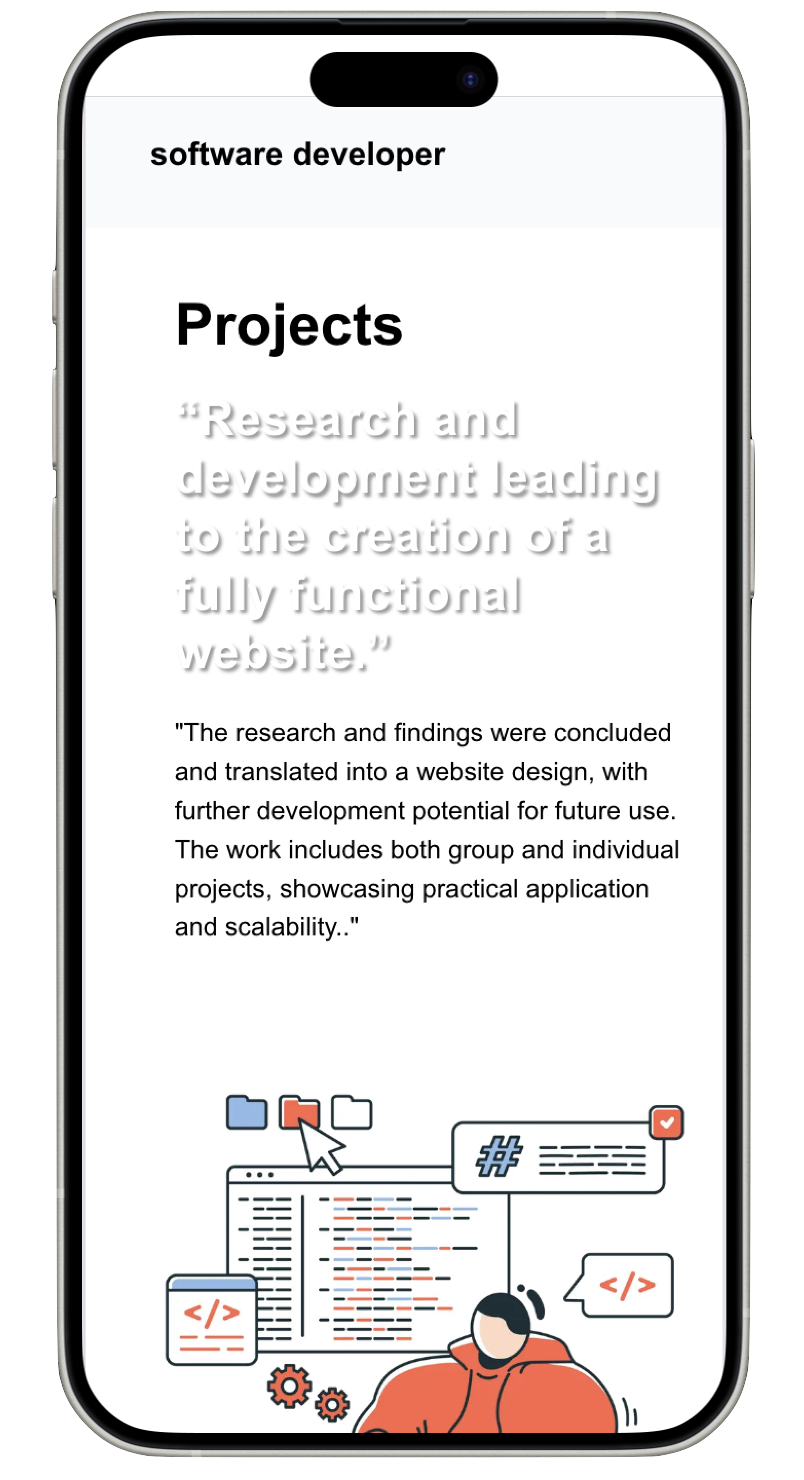 software developer
Projects
“Research and
development leading
to the creation of a
fully functional
website.”
"The research and findings were concluded
and translated into a website design, with
further development potential for future use.
The work includes both group and individual
projects, showcasing practical application
and scalability.."
#
</>
</>